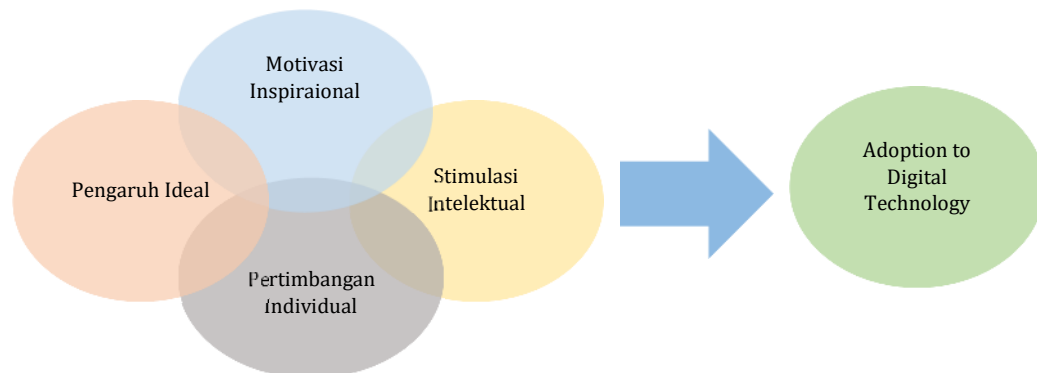 Motivasi
Inspiraional
Pengaruh Ideal
Stimulasi
Intelektual
Pertimbangan
Individual
Adoption to
Digital
Technology